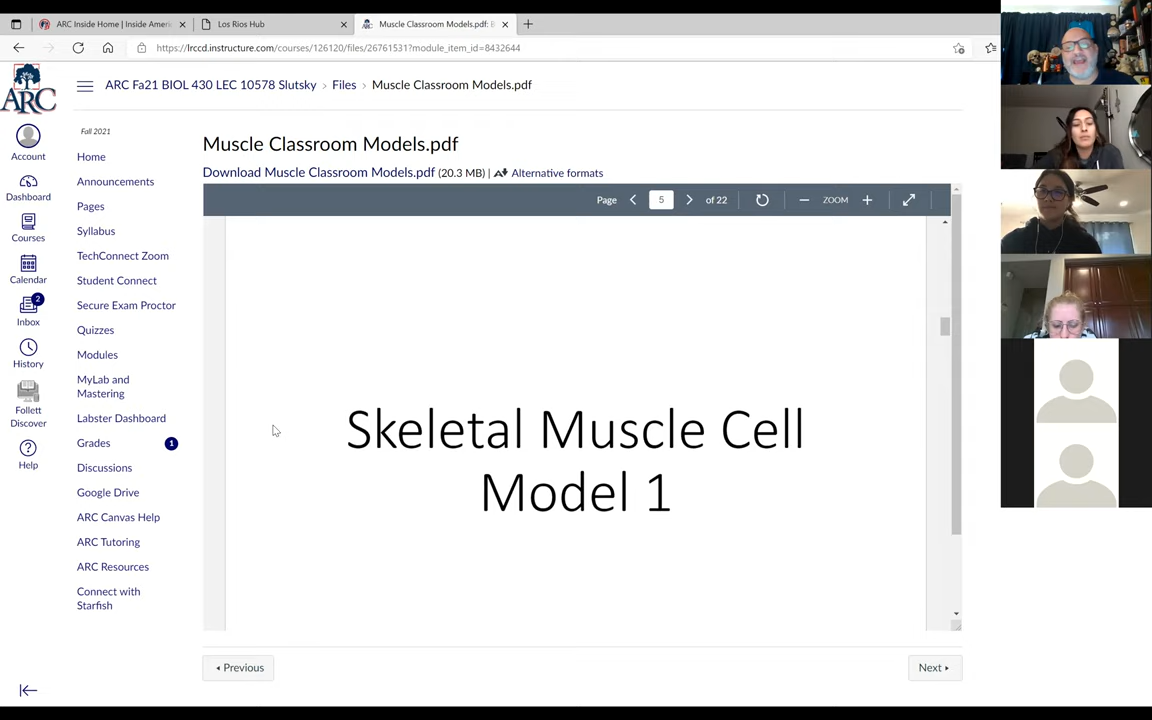 ARC Inside Home | Inside Ameri
Los Rios Hub
Muscle Classroom Models.pdf: B
https://lrccd.instructure.com/courses/126120/files/26761531?module_item_id=8432644
ARC
ARC Fa21 BIOL 430 LEC 10578 Slutsky › Files › Muscle Classroom Models.pdf
Account
Dashboard
Courses
Calendar
2
Inbox
History
Follett
Discover
Help
Fall 2021
Home
Announcements
Pages
Syllabus
TechConnect Zoom
Student Connect
Secure Exam Proctor
Quizzes
Modules
MyLab and
Mastering
Labster Dashboard
Grades 1
Discussions
Google Drive
ARC Canvas Help
ARC Tutoring
ARC Resources
Connect with
Starfish
Muscle Classroom Models.pdf
Download Muscle Classroom Models.pdf (20.3 MB) | Alternative formats
Page 5 of 22 ZOOM
Skeletal Muscle Cell
Model 1
Previous
Next